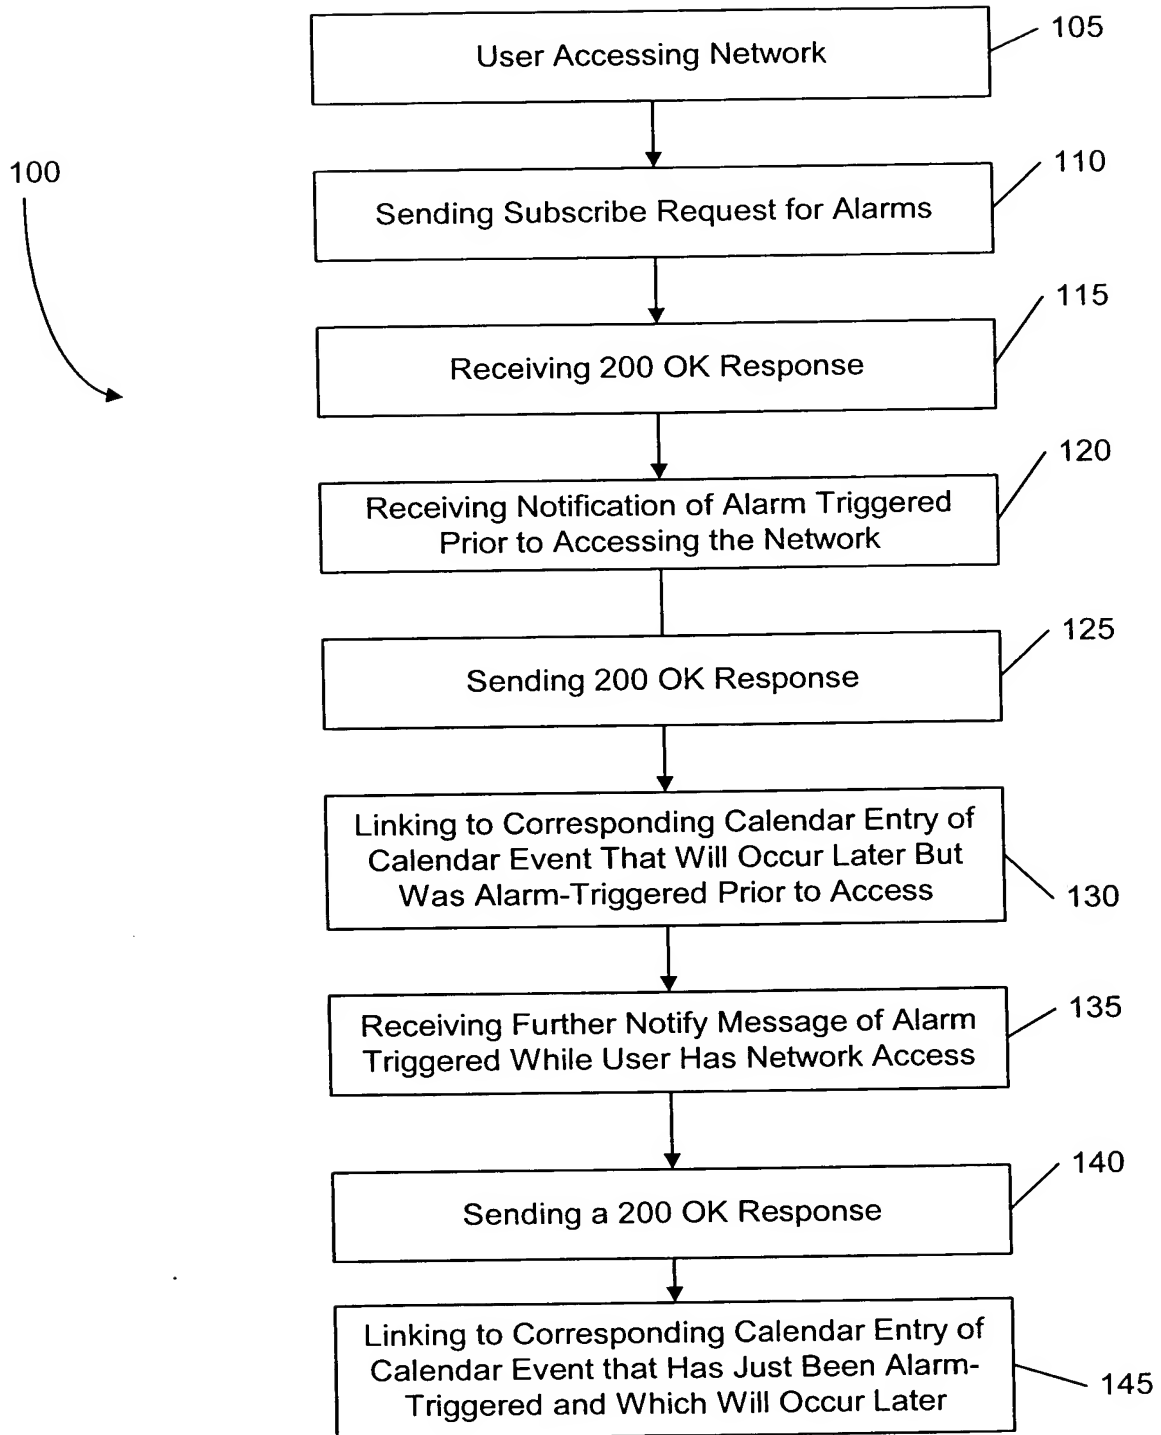 User Accessing Network
105
100
Sending Subscribe Request for Alarms
110
Receiving 200 OK Response
115
Receiving Notification of Alarm Triggered
Prior to Accessing the Network
120
Sending 200 OK Response
125
Linking to Corresponding Calendar Entry of
Calendar Event That Will Occur Later But
Was Alarm-Triggered Prior to Access
130
Receiving Further Notify Message of Alarm
Triggered While User Has Network Access
135
Sending a 200 OK Response
140
Linking to Corresponding Calendar Entry of
Calendar Event that Has Just Been Alarm-
Triggered and Which Will Occur Later
145